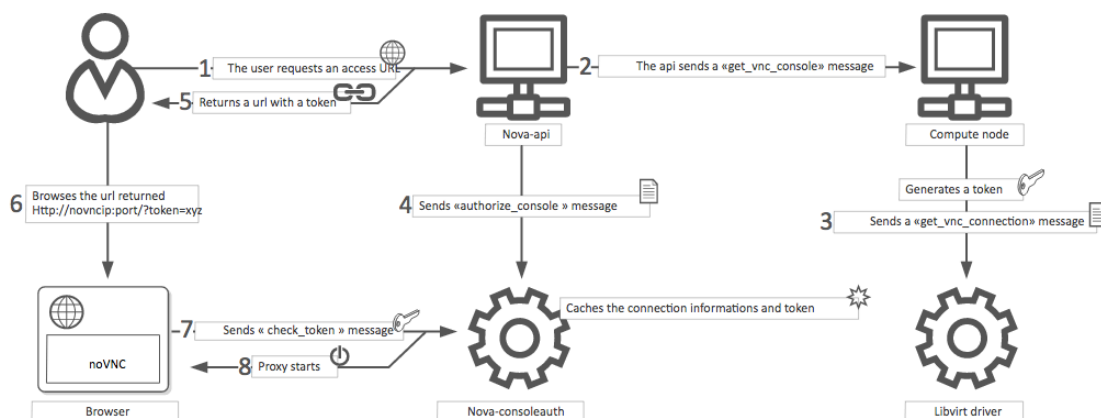 1 The user requests an access URL
2 The api sends a «get_vnc_console» message
5 Returns a url with a token
Nova-api
Compute node
6 Browses the url returned
Http://novncip:port/?token=xyz
4 Sends «authorize_console » message
Generates a token
3 Sends a «get_vnc_connection» message
Caches the connection informations and token
7 Sends « check_token » message
8 Proxy starts
noVNC
Browser
Nova-consoleauth
Libvirt driver